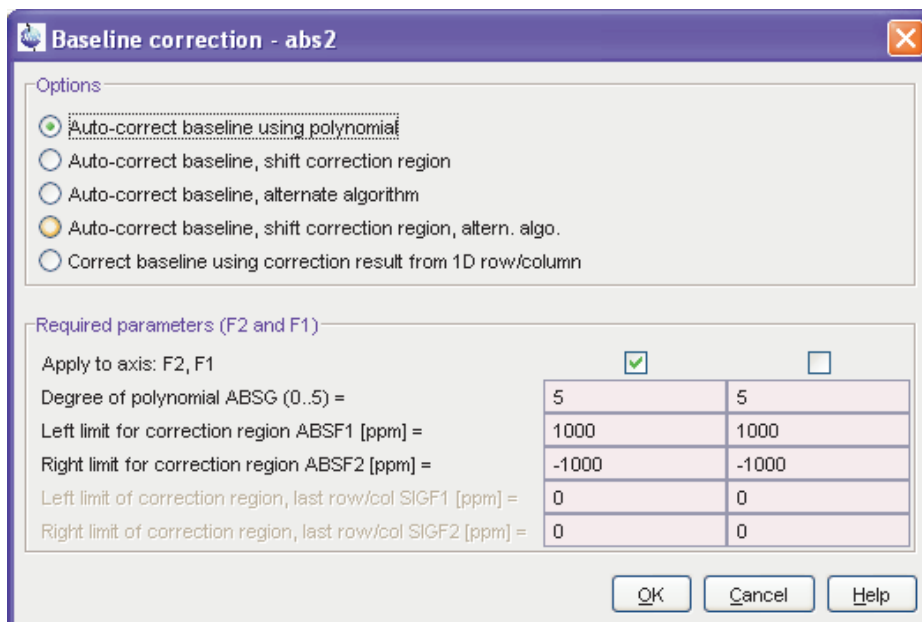 Baseline correction - abs2
Options
Auto-correct baseline using polynomial
Auto-correct baseline, shift correction region
Auto-correct baseline, alternate algorithm
Auto-correct baseline, shift correction region, altern. algo.
Correct baseline using correction result from 1D row/column
Required parameters (F2 and F1)
Apply to axis: F2, F1
Degree of polynomial ABSG (0..5) = 5 5
Left limit for correction region ABSF1 [ppm] = 1000 1000
Right limit for correction region ABSF2 [ppm] = -1000 -1000
Left limit of correction region, last row/col SIGF1 [ppm] = 0 0
Right limit of correction region, last row/col SIGF2 [ppm] = 0 0
OK Cancel Help